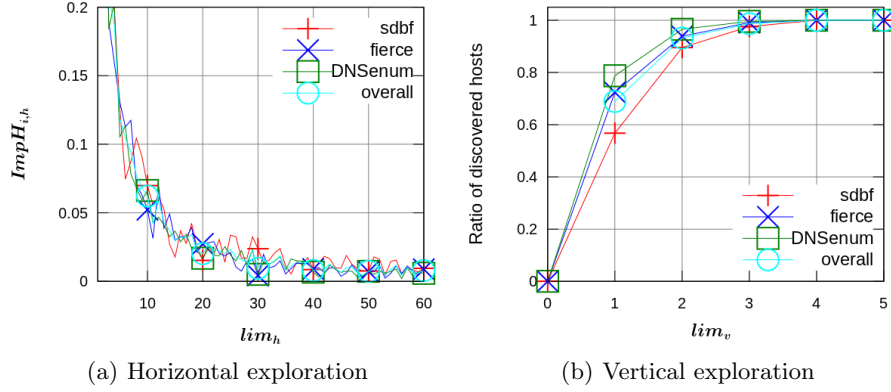 0.2
0.15
0.1
0.05
0
ImpH_{i,h}
sdbf
fierce
DNSenum
overall
10 20 30 40 50 60
lim_h
(a) Horizontal exploration
1
0.8
0.6
0.4
0.2
0
Ratio of discovered hosts
sdbf
fierce
DNSenum
overall
0 1 2 3 4 5
lim_v
(b) Vertical exploration